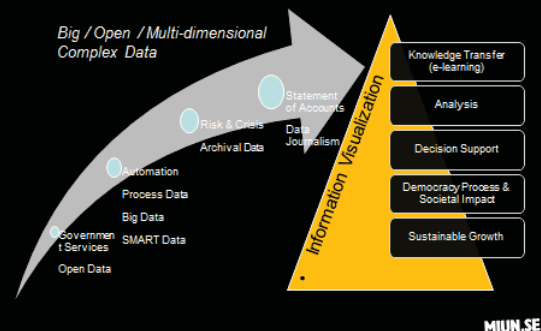 Big / Open / Multi-dimensional
Complex Data
Statement
of Accounts
Data
Journalism
Risk & Crisis
Archival Data
Automation
Process Data
Big Data
SMART Data
Governmen
t Services
Open Data
Information Visualization
Knowledge Transfer
(e-learning)
Analysis
Decision Support
Democracy Process &
Societal Impact
Sustainable Growth
MIUN.SE